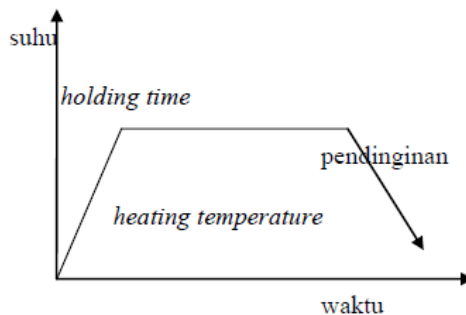 suhu
holding time
pendinginan
heating temperature
waktu